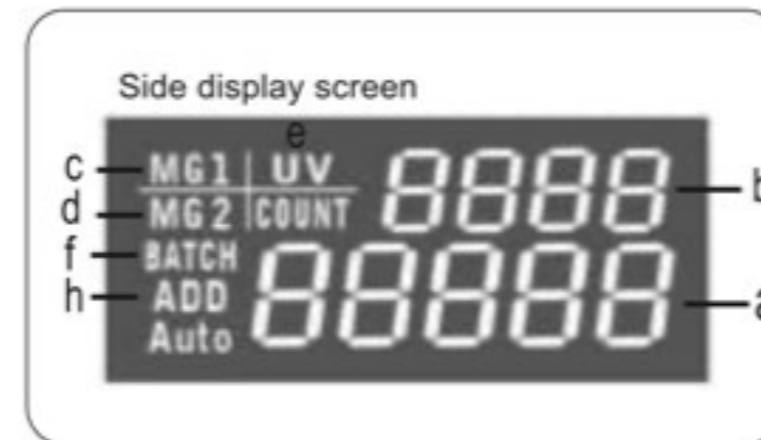 Side display screen
e
c MG1 UV 8888 b
d MG2 COUNT
f BATCH
h ADD 88888 a
Auto